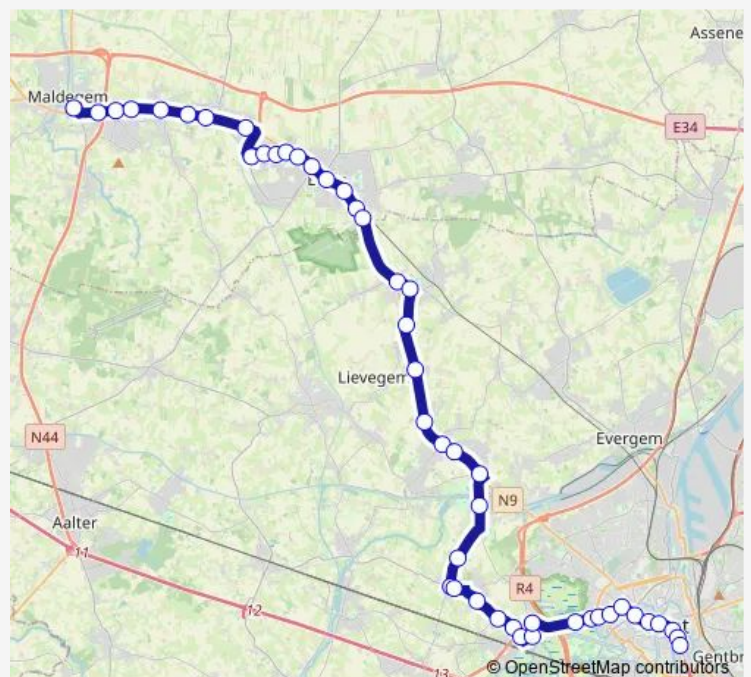 Assene
Maldegem
E34
Lievegem
N44
Evergem
N9
Aalter
11
R4
12
Gentbr
13
© OpenStreetMap contributors